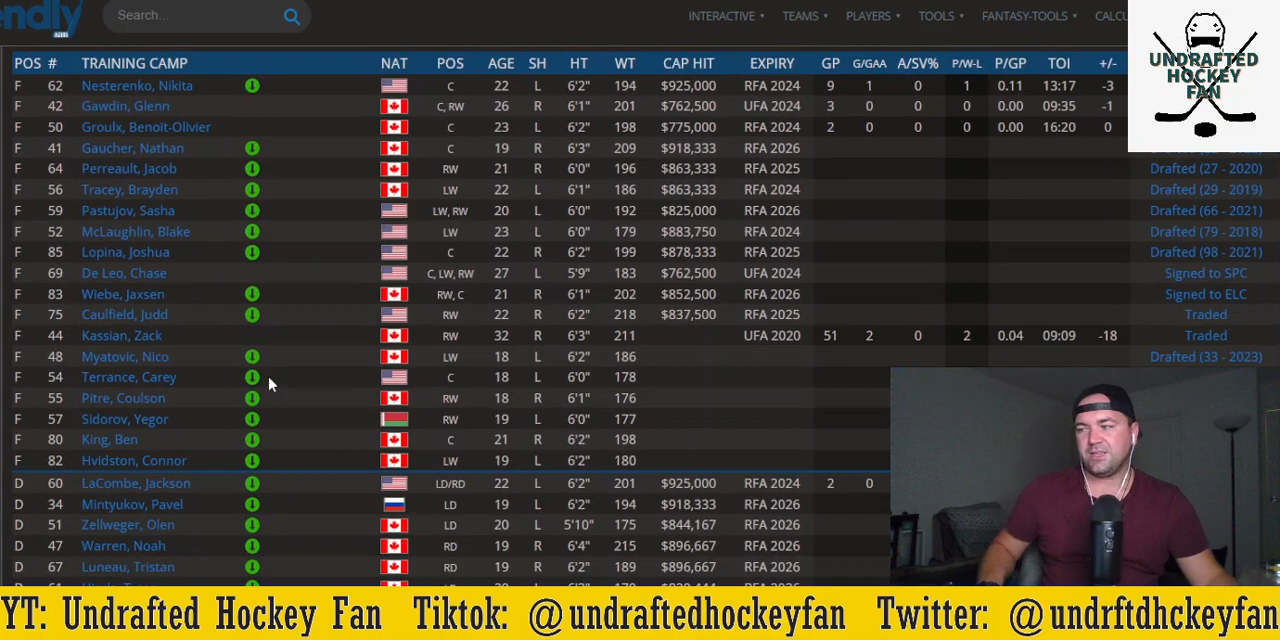 endly
Search...
INTERACTIVE TEAMS PLAYERS TOOLS FANTASY-TOOLS CALCU
UNDRAFTED
HOCKEY
FAN
POS # TRAINING CAMP NAT POS AGE SH HT WT CAP HIT EXPIRY GP G/GAA A/SV% P/W-L P/GP TOI +/-
F 62 Nesterenko, Nikita C 22 L 6'2" 194 $925,000 RFA 2024 9 1 0 1 0.11 13:17 -3
F 42 Gawdin, Glenn C, RW 26 R 6'1" 201 $762,500 UFA 2024 3 0 0 0 0.00 09:35 -1
F 50 Groulx, Benoit-Olivier C 23 L 6'2" 198 $775,000 RFA 2024 2 0 0 0 0.00 16:20 0
F 41 Gaucher, Nathan C 19 R 6'3" 209 $918,333 RFA 2026
F 64 Perreault, Jacob RW 21 R 6'0" 196 $863,333 RFA 2025 Drafted (27 - 2020)
F 56 Tracey, Brayden LW 22 L 6'1" 186 $863,333 RFA 2024 Drafted (29 - 2019)
F 59 Pastujov, Sasha LW, RW 20 L 6'0" 192 $825,000 RFA 2026 Drafted (66 - 2021)
F 52 McLaughlin, Blake LW 23 L 6'0" 179 $883,750 RFA 2024 Drafted (79 - 2018)
F 85 Lopina, Joshua C 22 R 6'2" 199 $878,333 RFA 2025 Drafted (98 - 2021)
F 69 De Leo, Chase C, LW, RW 27 L 5'9" 183 $762,500 UFA 2024 Signed to SPC
F 83 Wiebe, Jaxsen RW, C 21 R 6'1" 202 $852,500 RFA 2026 Signed to ELC
F 75 Caulfield, Judd RW 22 R 6'2" 218 $837,500 RFA 2025 Traded
F 44 Kassian, Zack RW 32 R 6'3" 211 UFA 2020 51 2 0 2 0.04 09:09 -18 Traded
F 48 Myatovic, Nico LW 18 L 6'2" 186 Drafted (33 - 2023)
F 54 Terrance, Carey C 18 L 6'0" 178
F 55 Pitre, Coulson RW 18 R 6'1" 176
F 57 Sidorov, Yegor RW 19 L 6'0" 177
F 80 King, Ben C 21 R 6'2" 198
F 82 Hvidston, Connor LW 19 L 6'2" 180
D 60 LaCombe, Jackson LD/RD 22 L 6'2" 201 $925,000 RFA 2024 2 0
D 34 Mintyukov, Pavel LD 19 L 6'2" 194 $918,333 RFA 2026
D 51 Zellweger, Olen LD 20 L 5'10" 175 $844,167 RFA 2026
D 47 Warren, Noah RD 19 R 6'4" 215 $896,667 RFA 2026
D 67 Luneau, Tristan RD 19 R 6'2" 189 $896,667 RFA 2026
YT: Undrafted Hockey Fan Tiktok: @undraftedhockeyfan Twitter: @undrftdhckeyfan